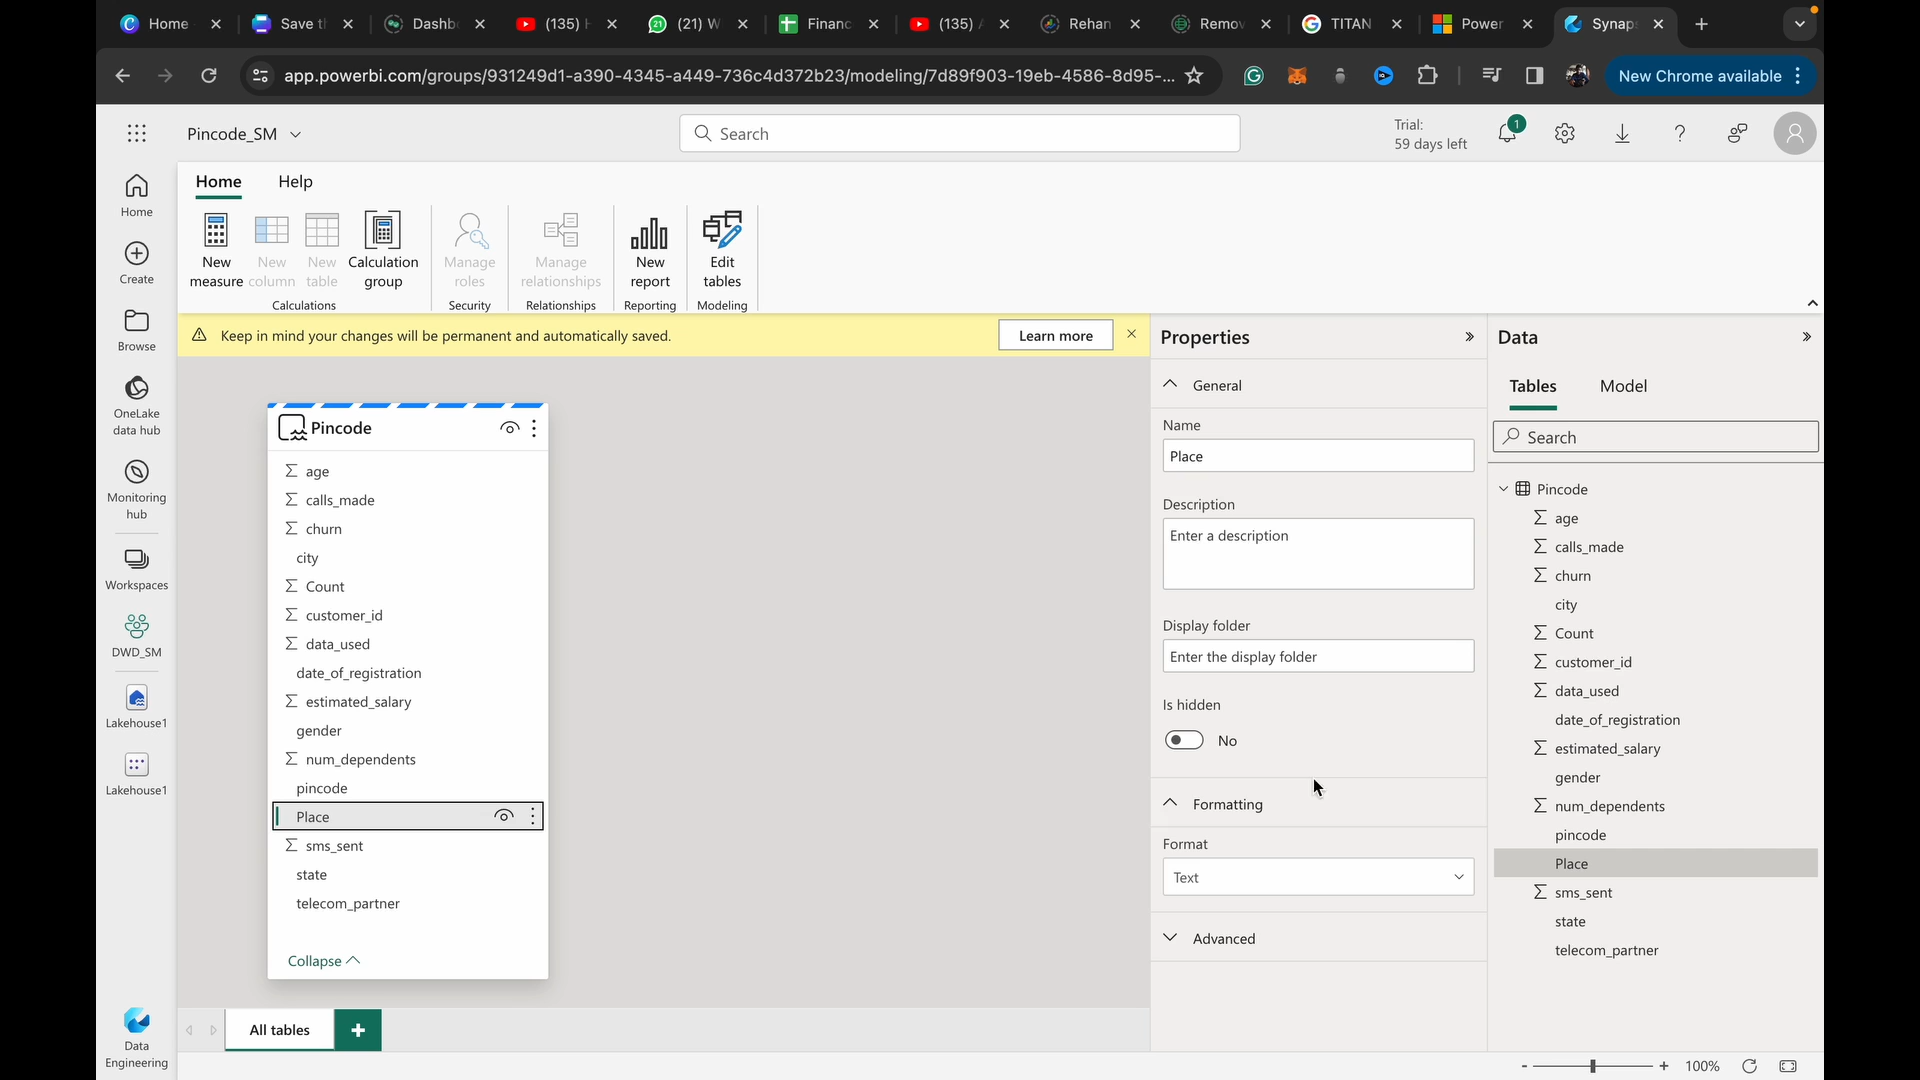 Home
Save th
Dashbo
(135) H
(21) W
Financ
(135) A
Rehan
Remov
TITAN
Power
Synaps
app.powerbi.com/groups/931249d1-a390-4345-a449-736c4d372b23/modeling/7d89f903-19eb-4586-8d95-...
New Chrome available
Pincode_SM
Search
Trial:
59 days left
1
Home
Help
New
measure
New
column
New
table
Calculation
group
Calculations
Manage
roles
Security
Manage
relationships
Relationships
New
report
Reporting
Edit
tables
Modeling
Home
Create
Browse
OneLake
data hub
Monitoring
hub
Workspaces
DWD_SM
Lakehouse1
Lakehouse1
Data
Engineering
Keep in mind your changes will be permanent and automatically saved.
Learn more
Pincode
age
calls_made
churn
city
Count
customer_id
data_used
date_of_registration
estimated_salary
gender
num_dependents
pincode
Place
sms_sent
state
telecom_partner
Collapse
Properties
General
Name
Place
Description
Enter a description
Display folder
Enter the display folder
Is hidden
No
Formatting
Format
Text
Advanced
Data
Tables
Model
Search
Pincode
age
calls_made
churn
city
Count
customer_id
data_used
date_of_registration
estimated_salary
gender
num_dependents
pincode
Place
sms_sent
state
telecom_partner
All tables
100%